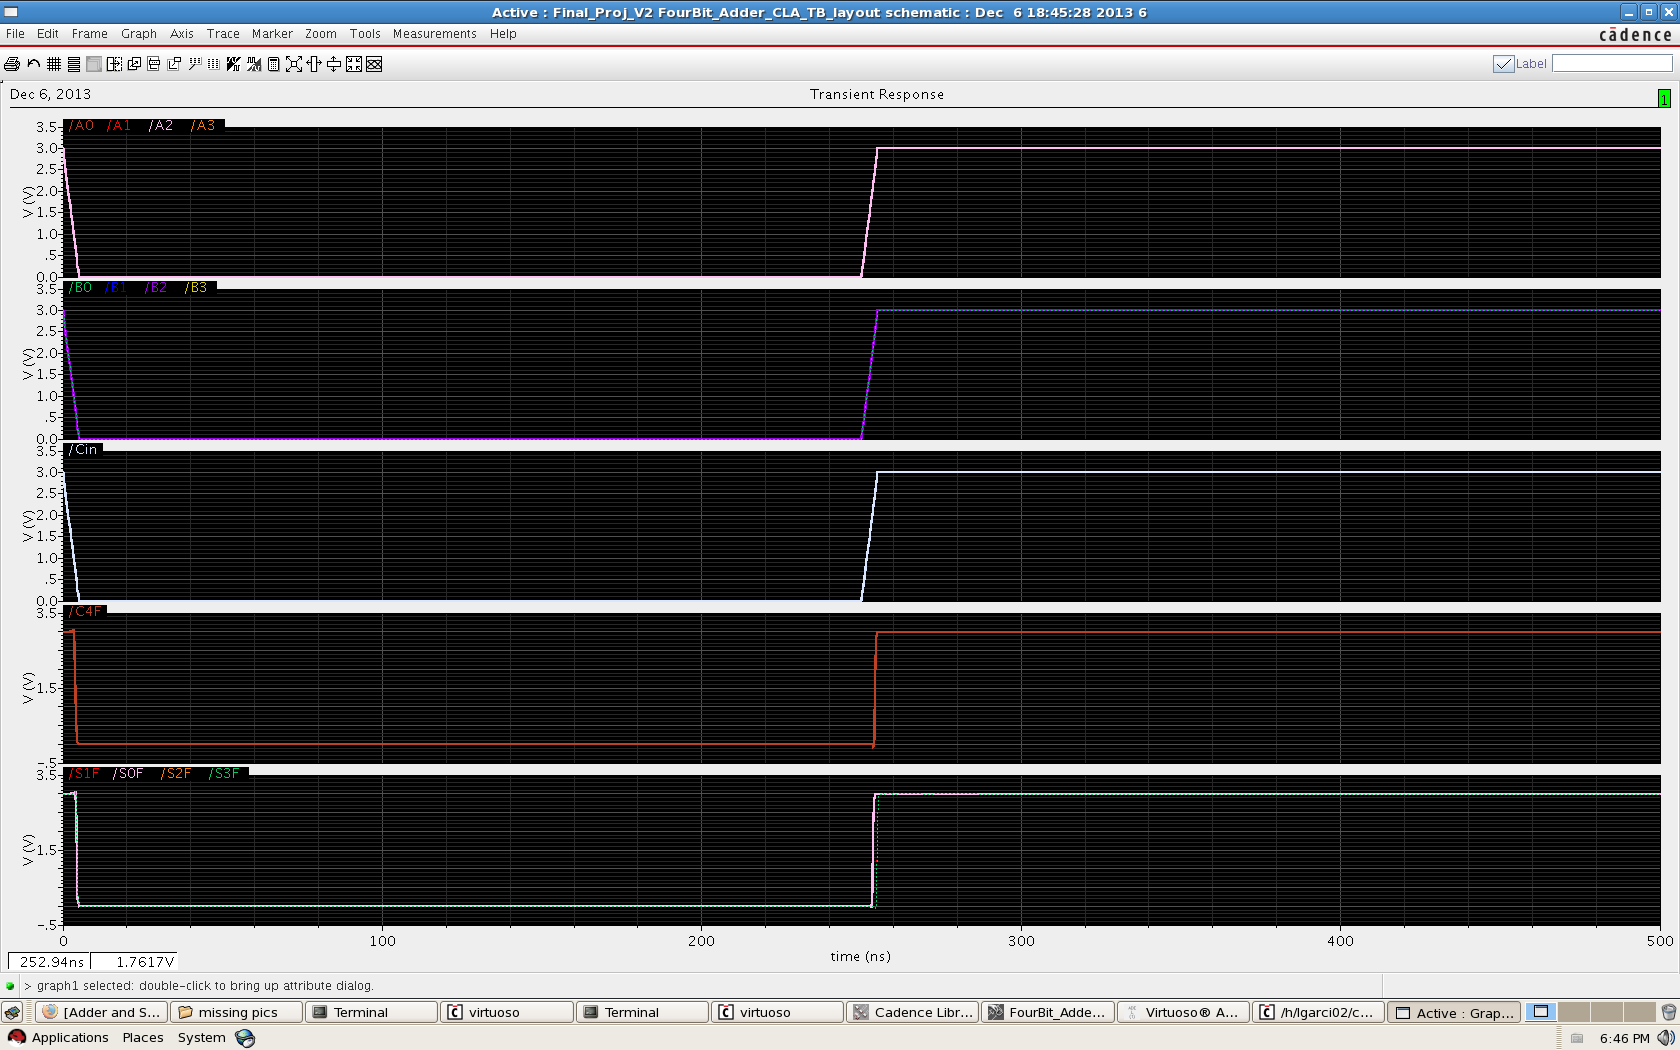 Active : Final_Proj_V2 FourBit_Adder_CLA_TB_layout schematic : Dec 6 18:45:28 2013 6
File Edit Frame Graph Axis Trace Marker Zoom Tools Measurements Help
cādence
Label
Dec 6, 2013
Transient Response
1
/A0 /A1 /A2 /A3
3.5
3.0
2.5
2.0
1.5
1.0
.5
0.0
V (V)
/B0 /B1 /B2 /B3
3.5
3.0
2.5
2.0
1.5
1.0
.5
0.0
V (V)
/Cin
3.5
3.0
2.5
2.0
1.5
1.0
.5
0.0
V (V)
/C4F
3.5
1.5
-.5
V (V)
/S1F /S0F /S2F /S3F
3.5
1.5
-.5
V (V)
0 100 200 300 400 500
time (ns)
252.94ns 1.7617V
> graph1 selected: double-click to bring up attribute dialog.
[Adder and S... missing pics Terminal virtuoso Terminal virtuoso Cadence Libr... FourBit_Adde... Virtuoso® A... /h/lgarci02/c... Active : Grap...
Applications Places System 6:46 PM